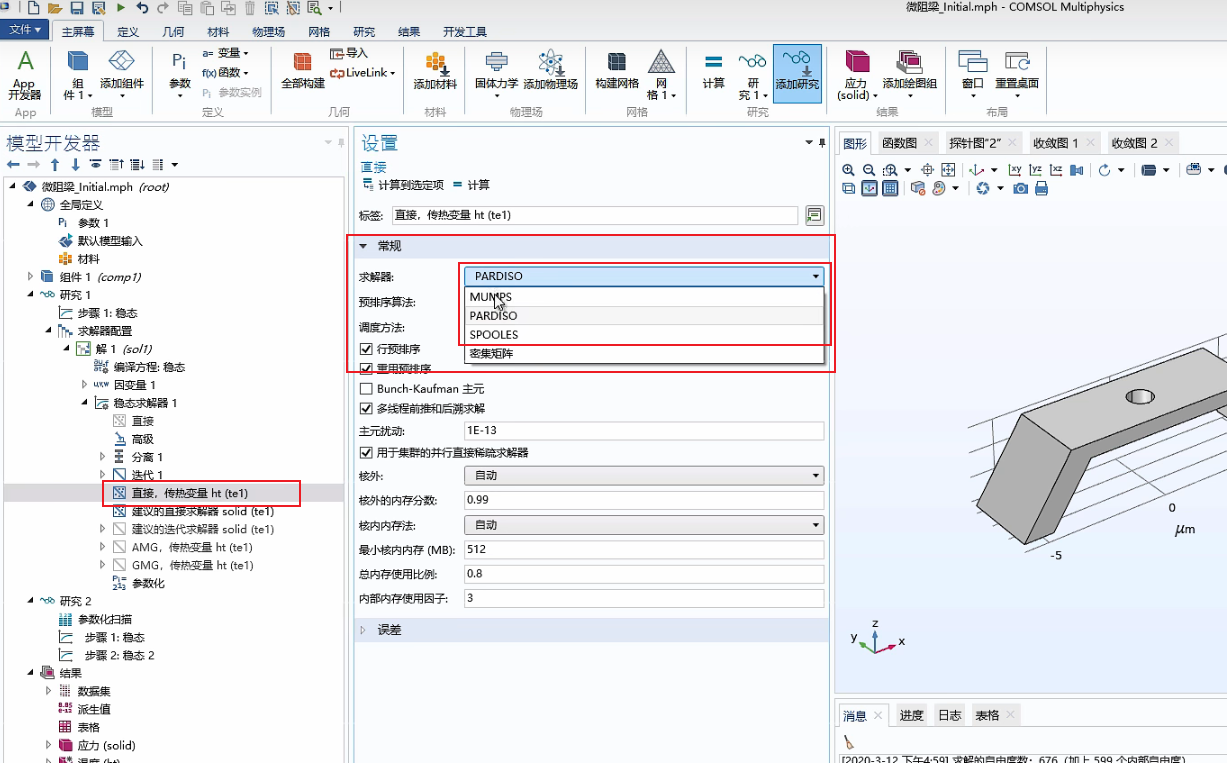 微阻梁_Initial.mph - COMSOL Multiphysics
文件 主屏幕 定义 几何 材料 物理场 网格 研究 结果 开发工具
App 开发器
组件 1
添加组件
Pi 参数
a= 变量
f(x) 函数
Pi 参数实例
全部构建
导入
LiveLink
添加材料
固体力学
添加物理场
构建网格
网格 1
计算
研究 1
添加研究
应力 (solid)
添加绘图组
窗口
重置桌面
App 模型 定义 几何 材料 物理场 网格 研究 结果 布局
模型开发器
微阻梁_Initial.mph (root)
全局定义
Pi 参数 1
默认模型输入
材料
组件 1 (comp1)
研究 1
步骤 1: 稳态
求解器配置
解 1 (sol1)
编译方程: 稳态
因变量 1
稳态求解器 1
直接
高级
分离 1
迭代 1
直接，传热变量 ht (te1)
建议的直接求解器 solid (te1)
建议的迭代求解器 solid (te1)
AMG，传热变量 ht (te1)
GMG，传热变量 ht (te1)
参数化
研究 2
参数化扫描
步骤 1: 稳态
步骤 2: 稳态 2
结果
数据集
派生值
表格
应力 (solid)
温度 (ht)
设置
直接
计算到选定项 = 计算
标签: 直接，传热变量 ht (te1)
常规
求解器: PARDISO
MUMPS
PARDISO
SPOOLES
密集矩阵
预排序算法:
调度方法:
行预排序
重用预排序
Bunch-Kaufman 主元
多线程前推和后溯求解
主元扰动: 1E-13
用于集群的并行直接稀疏求解器
核外: 自动
核外的内存分数: 0.99
核内内存法: 自动
最小核内内存 (MB): 512
总内存使用比例: 0.8
内部内存使用因子: 3
误差
图形 函数图 探针图“2” 收敛图 1 收敛图 2
xy yz xz
0
μm
-5
z
y
x
消息 进度 日志 表格
[2020-3-12 下午4:59] 求解的自由度数: 676（加上 599 个内部自由度）